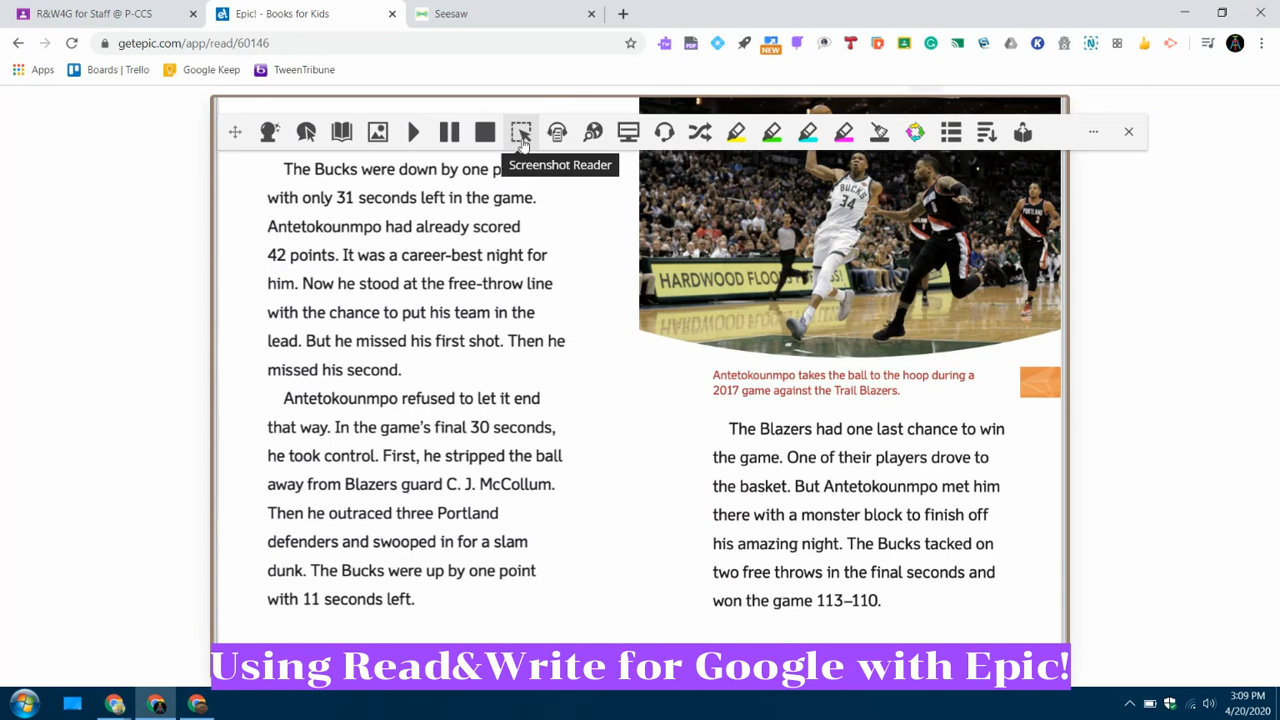 R&W4G for Staff @ P-CCS
Epic! - Books for Kids
Seesaw
getepic.com/app/read/60146
NEW
Apps
Boards | Trello
Google Keep
TweenTribune
Screenshot Reader
The Bucks were down by one p
with only 31 seconds left in the game.
Antetokounmpo had already scored
42 points. It was a career-best night for
him. Now he stood at the free-throw line
with the chance to put his team in the
lead. But he missed his first shot. Then he
missed his second.
Antetokounmpo refused to let it end
that way. In the game's final 30 seconds,
he took control. First, he stripped the ball
away from Blazers guard C. J. McCollum.
Then he outraced three Portland
defenders and swooped in for a slam
dunk. The Bucks were up by one point
with 11 seconds left.
BUCKS
34
HARDWOOD FLOORS
Antetokounmpo takes the ball to the hoop during a
2017 game against the Trail Blazers.
The Blazers had one last chance to win
the game. One of their players drove to
the basket. But Antetokounmpo met him
there with a monster block to finish off
his amazing night. The Bucks tacked on
two free throws in the final seconds and
won the game 113–110.
Using Read&Write for Google with Epic!
3:09 PM
4/20/2020